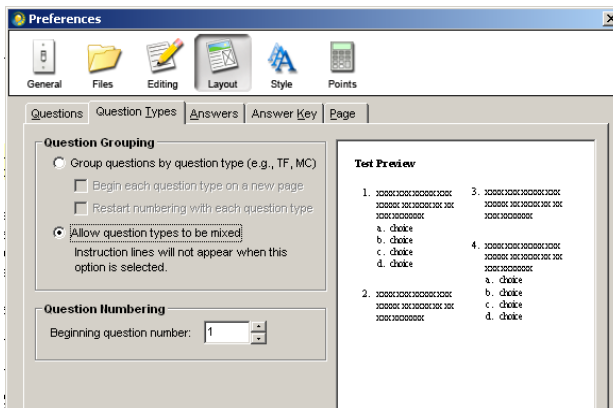 Preferences
General Files Editing Layout Style Points
Questions Question Types Answers Answer Key Page
Question Grouping
Group questions by question type (e.g., TF, MC)
Begin each question type on a new page
Restart numbering with each question type
Allow question types to be mixed
Instruction lines will not appear when this
option is selected.
Question Numbering
Beginning question number: 1
Test Preview
1.
a. choice
b. choice
c. choice
d. choice
2.
3.
4.
a. choice
b. choice
c. choice
d. choice